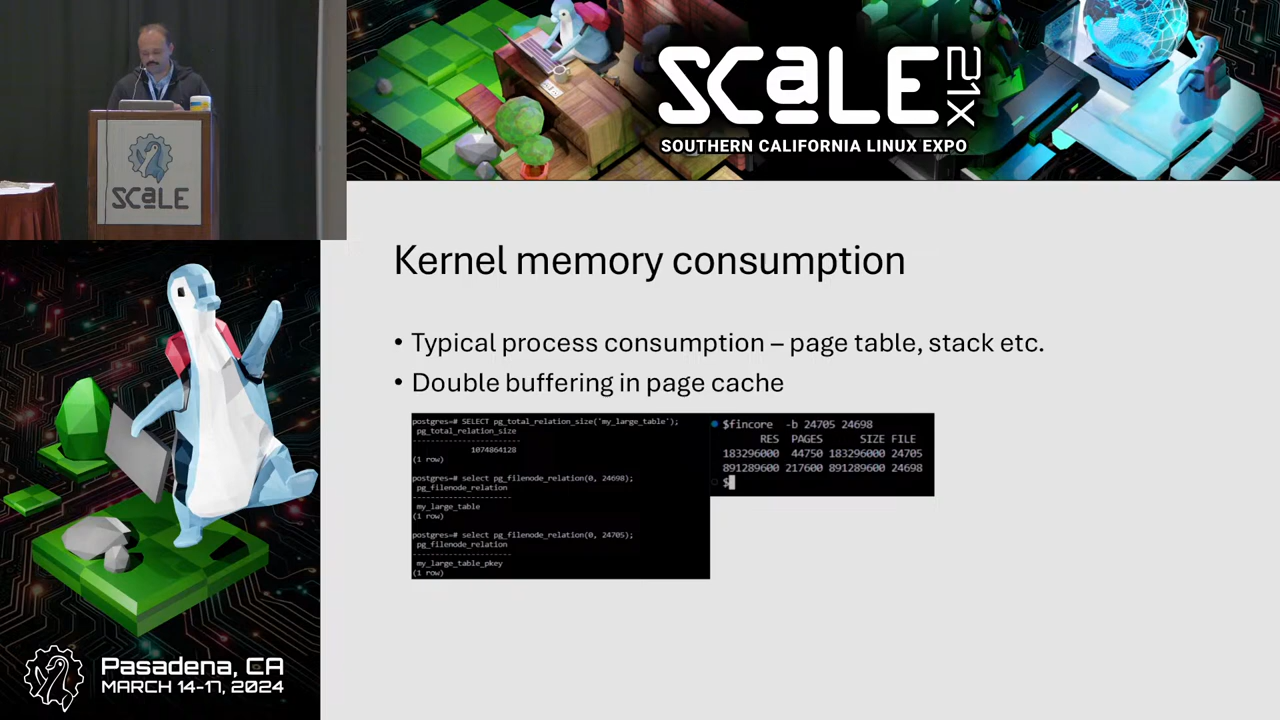 SCaLE 21x
SOUTHERN CALIFORNIA LINUX EXPO
SCaLE
Kernel memory consumption
• Typical process consumption – page table, stack etc.
• Double buffering in page cache
postgres=# SELECT pg_total_relation_size('my_large_table');
pg_total_relation_size
------------------------
1074864128
(1 row)
postgres=# select pg_filenode_relation(0, 24698);
pg_filenode_relation
----------------------
my_large_table
(1 row)
postgres=# select pg_filenode_relation(0, 24705);
pg_filenode_relation
----------------------
my_large_table_pkey
(1 row)
$fincore -b 24705 24698
RES PAGES SIZE FILE
183296000 44750 183296000 24705
891289600 217600 891289600 24698
$
Pasadena, CA
MARCH 14-17, 2024